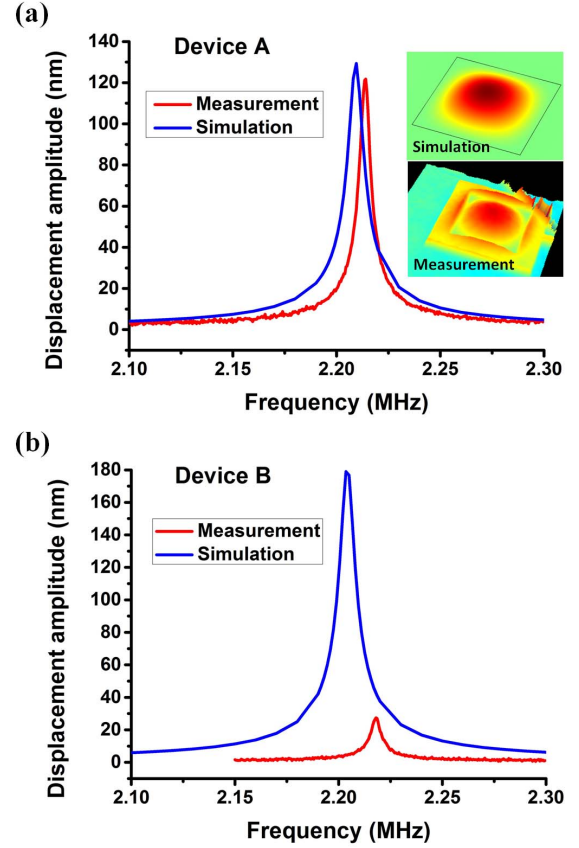 (a)
Device A
Measurement
Simulation
Simulation
Measurement
Displacement amplitude (nm)
140
120
100
80
60
40
20
0
2.10 2.15 2.20 2.25 2.30
Frequency (MHz)
(b)
Device B
Measurement
Simulation
Displacement amplitude (nm)
180
160
140
120
100
80
60
40
20
0
2.10 2.15 2.20 2.25 2.30
Frequency (MHz)